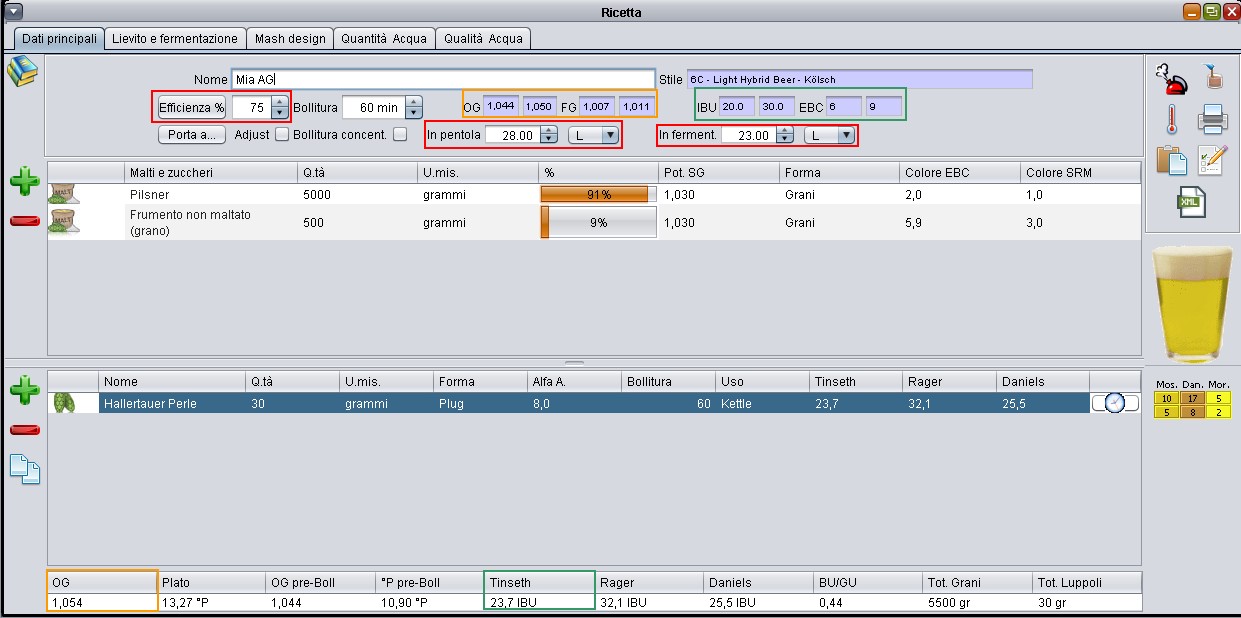 Ricetta
Dati principali Lievito e fermentazione Mash design Quantità Acqua Qualità Acqua
Nome Mia AG Stile 6C - Light Hybrid Beer - Kölsch
Efficienza % 75 Bollitura 60 min OG 1,044 1,050 FG 1,007 1,011 IBU 20.0 30.0 EBC 6 9
Porta a... Adjust Bollitura concent. In pentola 28.00 L In ferment. 23.00 L
Malti e zuccheri Q.tà U.mis. % Pot. SG Forma Colore EBC Colore SRM
MALT Pilsner 5000 grammi 91% 1,030 Grani 2,0 1,0
MALT Frumento non maltato (grano) 500 grammi 9% 1,030 Grani 5,9 3,0
XML
Nome Q.tà U.mis. Forma Alfa A. Bollitura Uso Tinseth Rager Daniels
Hallertauer Perle 30 grammi Plug 8,0 60 Kettle 23,7 32,1 25,5
Mos. Dan. Mor.
10 17 5
5 8 2
OG Plato OG pre-Boll °P pre-Boll Tinseth Rager Daniels BU/GU Tot. Grani Tot. Luppoli
1,054 13,27 °P 1,044 10,90 °P 23,7 IBU 32,1 IBU 25,5 IBU 0,44 5500 gr 30 gr